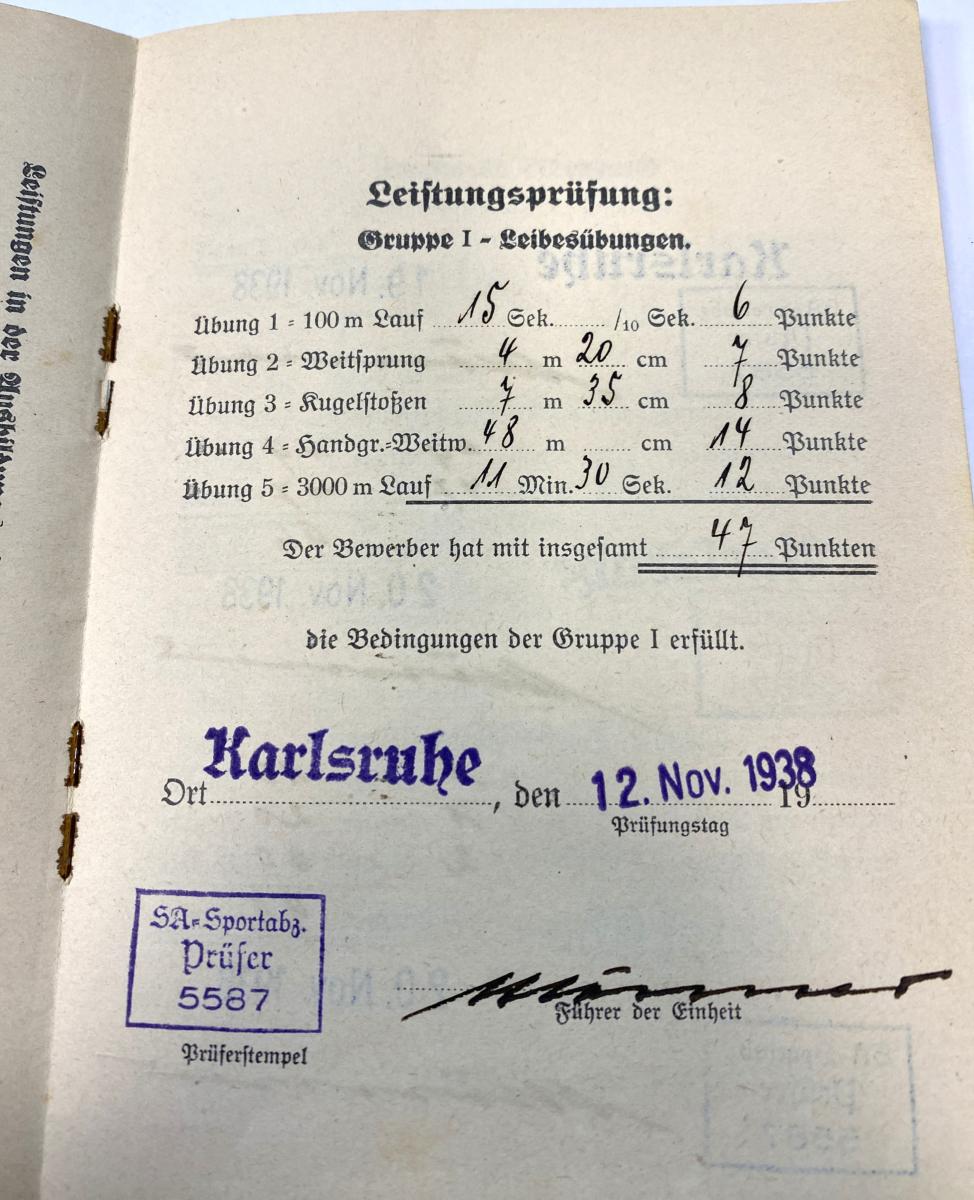 Leistungen in der
Leistungsprüfung:
Gruppe I - Leibesübungen.
Übung 1 = 100 m Lauf 15 Sek. /10 Sek. 6 Punkte
Übung 2 = Weitsprung 4 m 20 cm 7 Punkte
Übung 3 = Kugelstoßen 7 m 35 cm 8 Punkte
Übung 4 = Handgr.=Weitw. 48 m cm 14 Punkte
Übung 5 = 3000 m Lauf 11 Min. 30 Sek. 12 Punkte
Der Bewerber hat mit insgesamt 47 Punkten
die Bedingungen der Gruppe I erfüllt.
Ort Karlsruhe, den 12. Nov. 1938 19
Prüfungstag
SA=Sportabz.
Prüfer
5587
Führer der Einheit
Prüferstempel